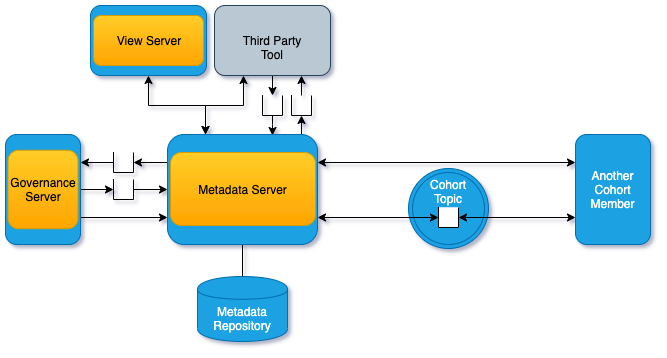 View Server
Third Party
Tool
Governance
Server
Metadata Server
Cohort
Topic
Another
Cohort
Member
Metadata
Repository